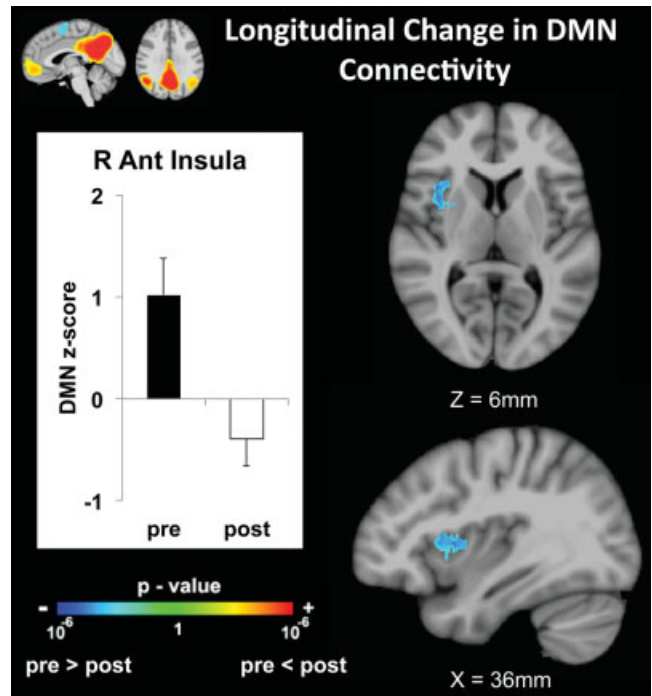 Longitudinal Change in DMN
Connectivity
R Ant Insula
2
1
0
-1
DMN z-score
pre post
Z = 6mm
X = 36mm
p - value
- +
10^-6 1 10^-6
pre > post pre < post